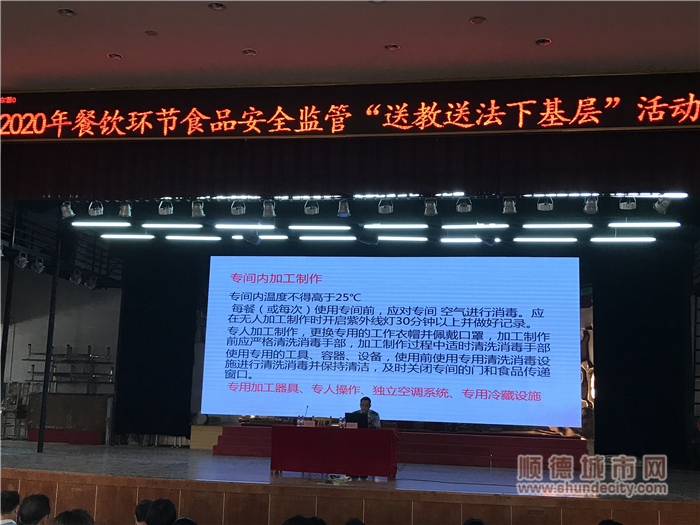 2020年餐饮环节食品安全监管“送教送法下基层”活动
专间内加工制作
专间内温度不得高于25℃
每餐（或每次）使用专间前，应对专间 空气进行消毒。应
在无人加工制作时开启紫外线灯30分钟以上并做好记录。
专人加工制作，更换专用的工作衣帽并佩戴口罩，加工制作
前应严格清洗消毒手部，加工制作过程中适时清洗消毒手部
使用专用的工具、容器、设备，使用前使用专用清洗消毒设
施进行清洗消毒并保持清洁，及时关闭专间的门和食品传递
窗口。
专用加工器具、专人操作、独立空调系统、专用冷藏设施
顺德城市网
www.shundecity.com